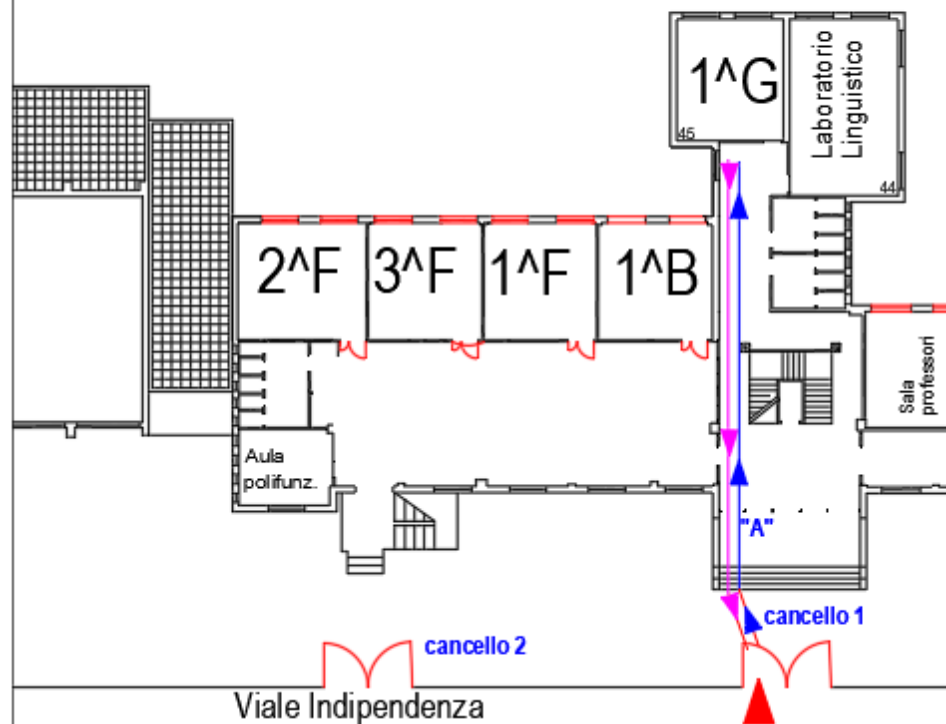 1^G
45
Laboratorio
Linguistico
44
2^F
3^F
1^F
1^B
Sala
professori
Aula
polifunz.
"A"
cancello 1
cancello 2
Viale Indipendenza